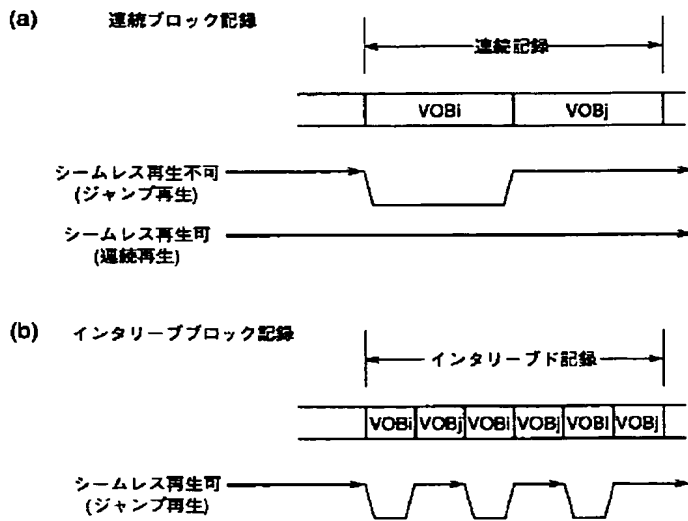 (a) 連続ブロック記録
連続記録
VOBi VOBj
シームレス再生不可
(ジャンプ再生)
シームレス再生可
(連続再生)
(b) インタリーブブロック記録
インタリーブド記録
VOBi VOBj VOBi VOBj VOBi VOBj
シームレス再生可
(ジャンプ再生)